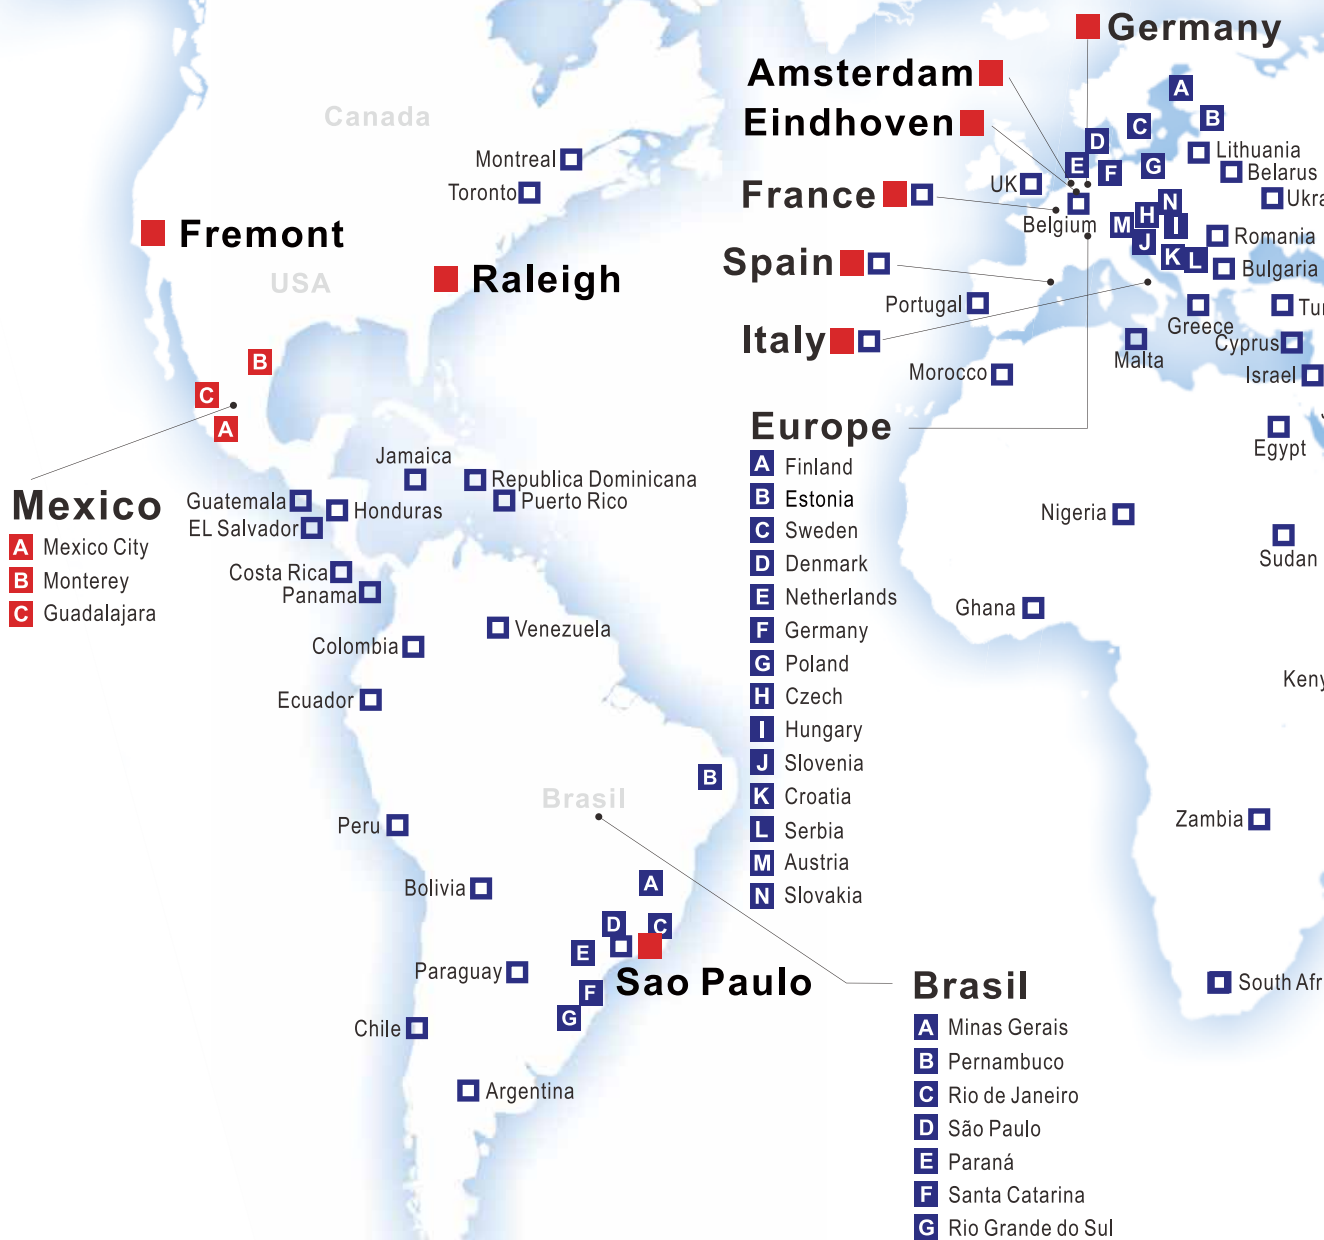 Germany
Amsterdam
Eindhoven
A
B
C
D
Canada
Lithuania
Montreal
E
F
G
Belarus
Toronto
UK
France
N
Ukra
Belgium
M
H
I
Fremont
J
Romania
Spain
K
L
Bulgaria
USA
Raleigh
Portugal
Tur
Greece
Italy
Cyprus
Malta
B
Morocco
Israel
C
A
Europe
Egypt
Jamaica
A Finland
Republica Dominicana
Mexico
Guatemala
Puerto Rico
B Estonia
Honduras
Nigeria
EL Salvador
C Sweden
A Mexico City
Sudan
D Denmark
B Monterey
Costa Rica
Panama
E Netherlands
C Guadalajara
Ghana
Venezuela
F Germany
Colombia
G Poland
Keny
Ecuador
H Czech
I Hungary
J Slovenia
B
Brasil
K Croatia
Peru
L Serbia
Zambia
M Austria
Bolivia
A
N Slovakia
D
C
E
Paraguay
Sao Paulo
F
Brasil
South Afr
G
Chile
A Minas Gerais
B Pernambuco
Argentina
C Rio de Janeiro
D São Paulo
E Paraná
F Santa Catarina
G Rio Grande do Sul